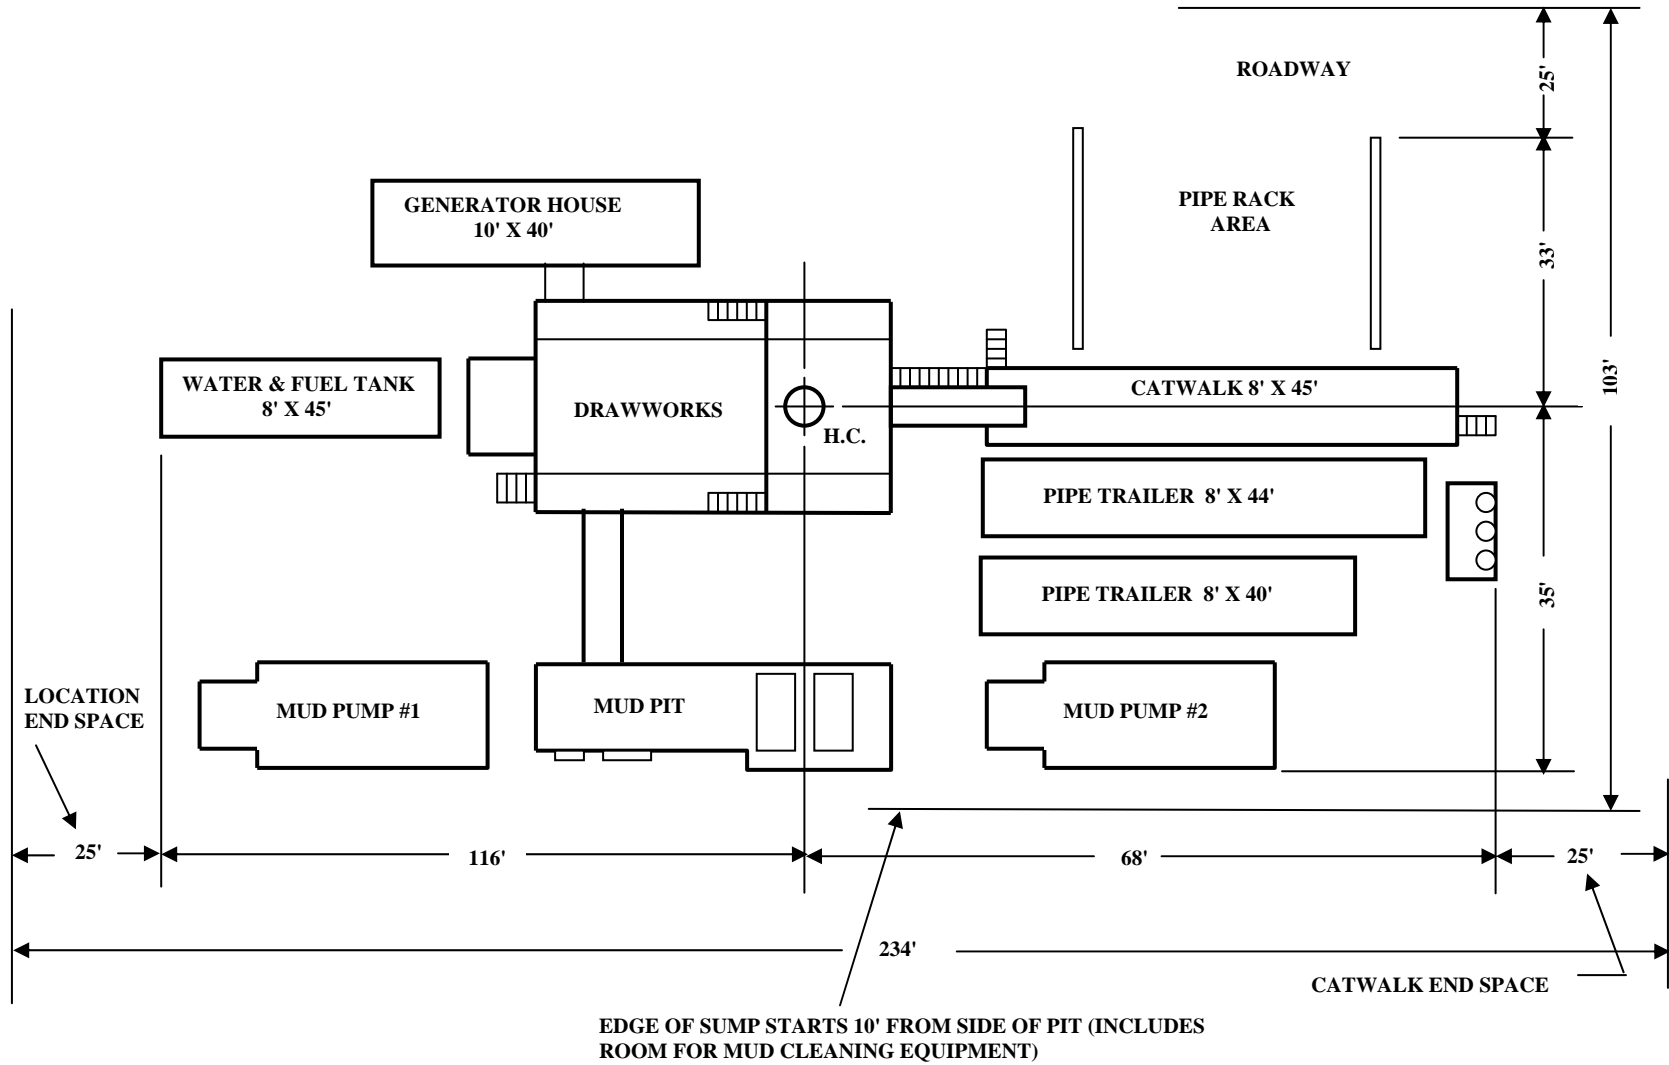 ROADWAY
25'
GENERATOR HOUSE
10' X 40'
PIPE RACK
AREA
33'
103'
WATER & FUEL TANK
8' X 45'
DRAWWORKS
H.C.
CATWALK 8' X 45'
PIPE TRAILER 8' X 44'
PIPE TRAILER 8' X 40'
35'
LOCATION
END SPACE
MUD PUMP #1
MUD PIT
MUD PUMP #2
25'
116'
68'
25'
234'
CATWALK END SPACE
EDGE OF SUMP STARTS 10' FROM SIDE OF PIT (INCLUDES
ROOM FOR MUD CLEANING EQUIPMENT)